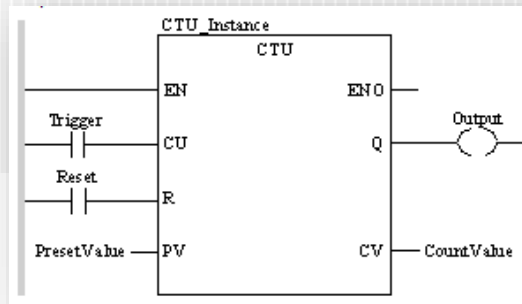 CTU_Instance
CTU
EN ENO
Trigger Output
CU Q
Reset
R
PresetValue PV CV CountValue